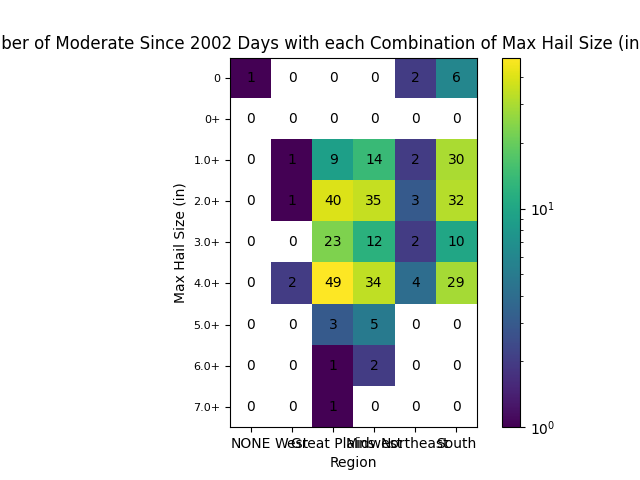 ber of Moderate Since 2002 Days with each Combination of Max Hail Size (in
0 1 0 0 0 2 6
0+ 0 0 0 0 0 0
1.0+ 0 1 9 14 2 30
2.0+ 0 1 40 35 3 32
3.0+ 0 0 23 12 2 10
4.0+ 0 2 49 34 4 29
5.0+ 0 0 3 5 0 0
6.0+ 0 0 1 2 0 0
7.0+ 0 0 1 0 0 0
NONE West Great Plains Midwest Northeast South
Region
Max Hail Size (in)
10^1
10^0